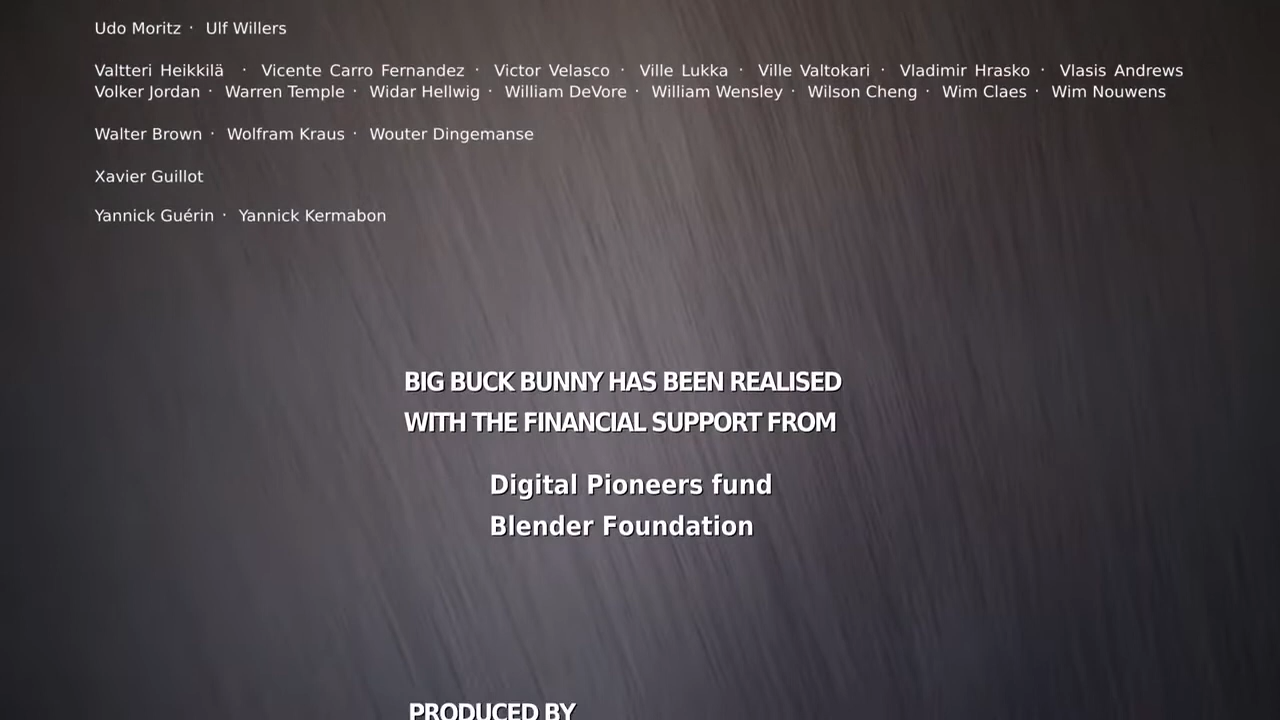 Udo Moritz · Ulf Willers
Valtteri Heikkilä · Vicente Carro Fernandez · Victor Velasco · Ville Lukka · Ville Valtokari · Vladimir Hrasko · Vlasis Andrews
Volker Jordan · Warren Temple · Widar Hellwig · William DeVore · William Wensley · Wilson Cheng · Wim Claes · Wim Nouwens
Walter Brown · Wolfram Kraus · Wouter Dingemanse
Xavier Guillot
Yannick Guérin · Yannick Kermabon
BIG BUCK BUNNY HAS BEEN REALISED
WITH THE FINANCIAL SUPPORT FROM
Digital Pioneers fund
Blender Foundation
PRODUCED BY